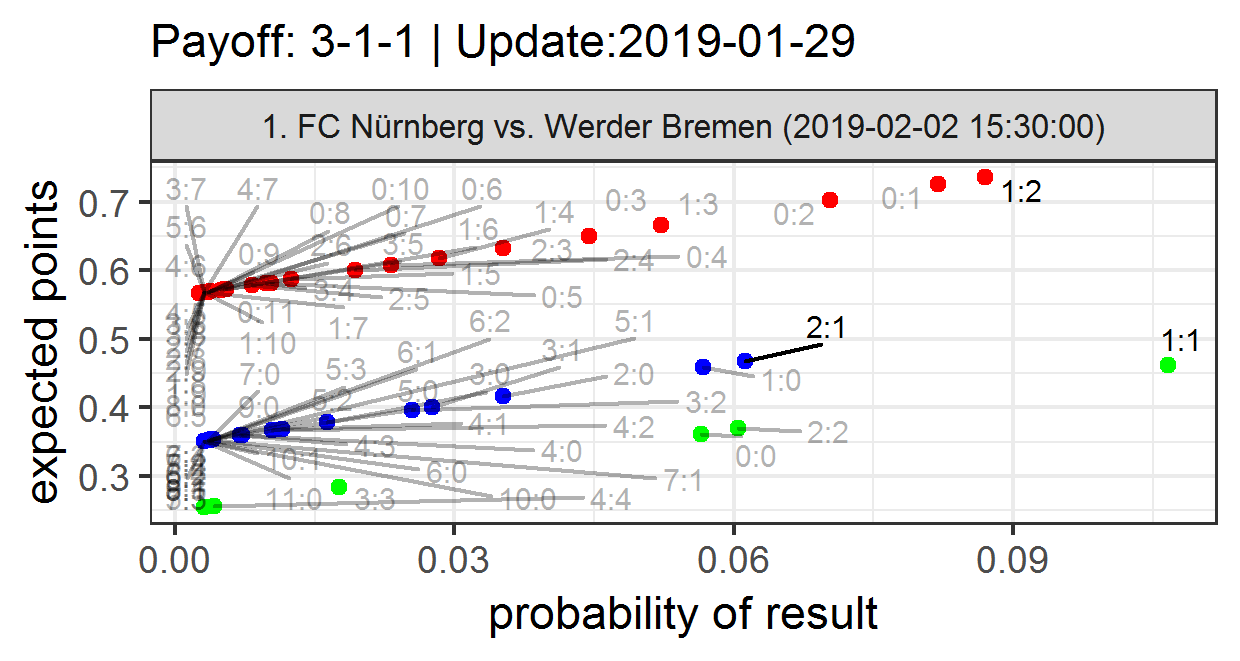 Payoff: 3-1-1 | Update:2019-01-29
1. FC Nürnberg vs. Werder Bremen (2019-02-02 15:30:00)
expected points
0.7
0.6
0.5
0.4
0.3
3:7 4:7 0:10 0:6
0:3 1:3 0:1 1:2
0:8 0:7 1:4 0:2
5:6 1:6
0:9 2:6 3:5 2:3 2:4 0:4
4:6 1:5
3:4 2:5 0:5
0:11
1:10 1:7 6:2 5:1 2:1 1:1
6:1 3:1
7:0 5:3 3:0 2:0 1:0
9:0 5:2 5:0 3:2
4:1 4:2 2:2
4:3 4:0 0:0
10:1 6:0 7:1
11:0 3:3 10:0 4:4
0.00 0.03 0.06 0.09
probability of result